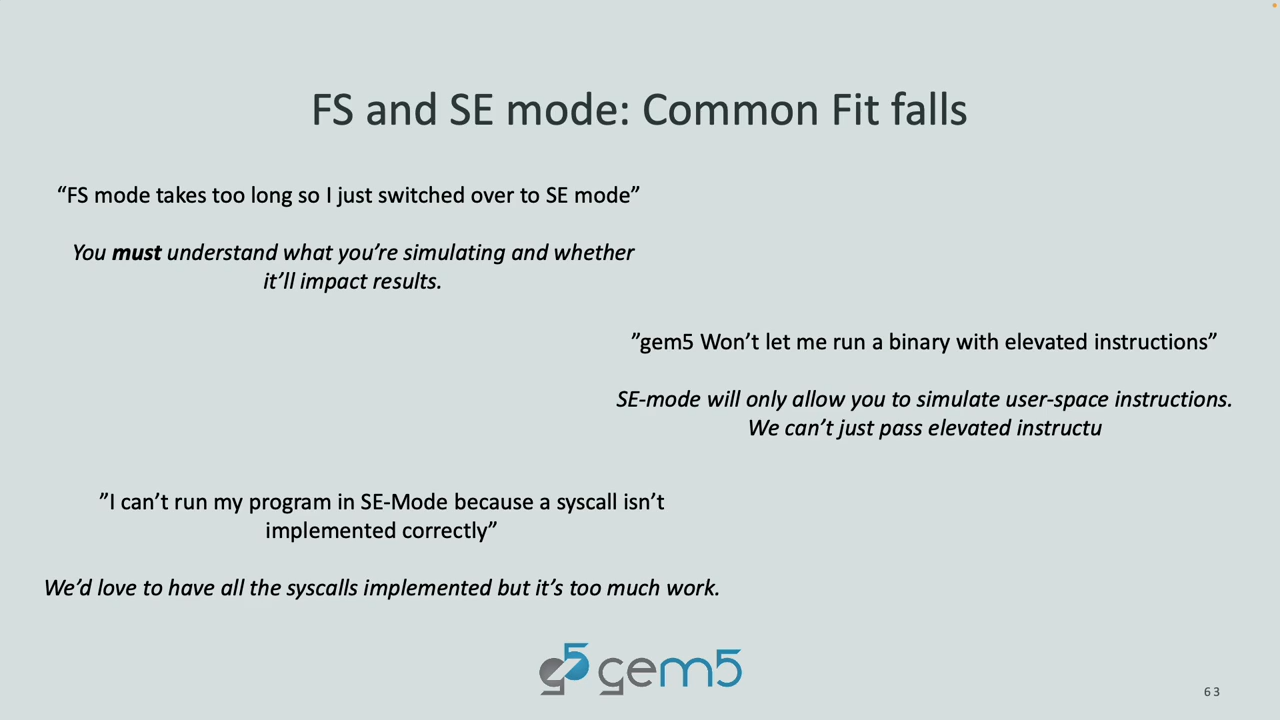 FS and SE mode: Common Fit falls
“FS mode takes too long so I just switched over to SE mode”
You must understand what you’re simulating and whether
it’ll impact results.
”gem5 Won’t let me run a binary with elevated instructions”
SE-mode will only allow you to simulate user-space instructions.
We can’t just pass elevated instructu
”I can’t run my program in SE-Mode because a syscall isn’t
implemented correctly”
We’d love to have all the syscalls implemented but it’s too much work.
g5 gem5
63